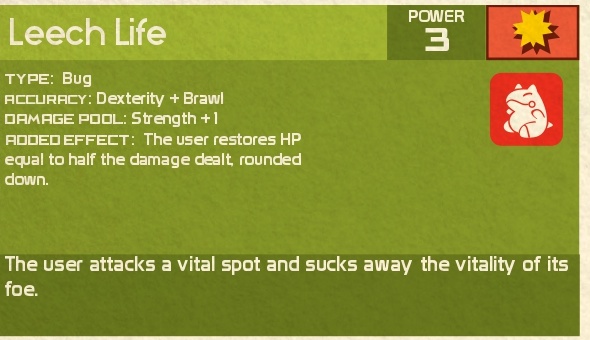 Leech Life
POWER
3
TYPE: Bug
ACCURACY: Dexterity + Brawl
DAMAGE POOL: Strength +1
ADDED EFFECT: The user restores HP
equal to half the damage dealt, rounded
down.
The user attacks a vital spot and sucks away the vitality of its
foe.